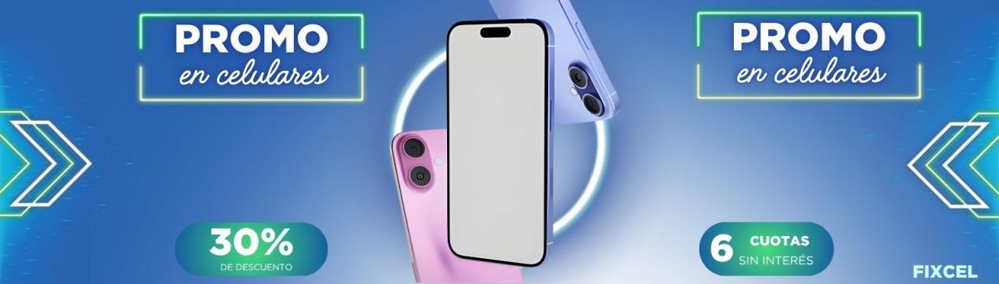 PROMO
en celulares
30%
DE DESCUENTO
PROMO
en celulares
6 CUOTAS
SIN INTERÉS
FIXCEL